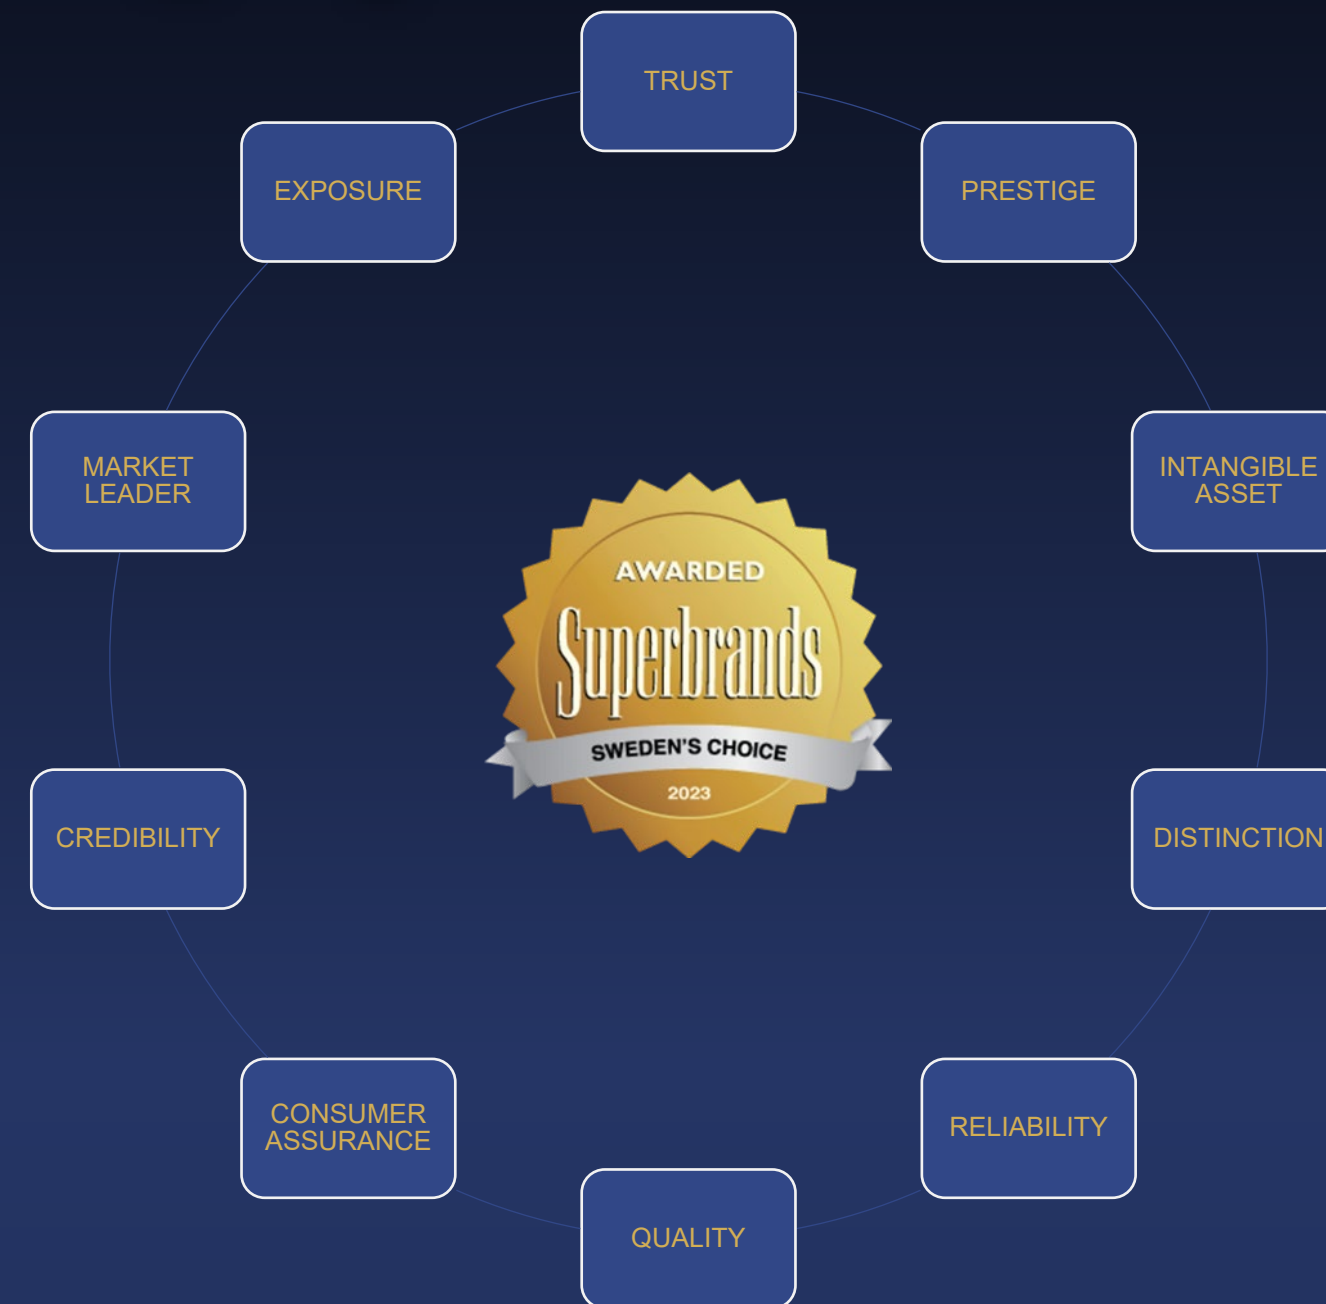 TRUST
PRESTIGE
INTANGIBLE
ASSET
DISTINCTION
RELIABILITY
QUALITY
CONSUMER
ASSURANCE
CREDIBILITY
MARKET
LEADER
EXPOSURE
AWARDED
Superbrands
SWEDEN'S CHOICE
2023